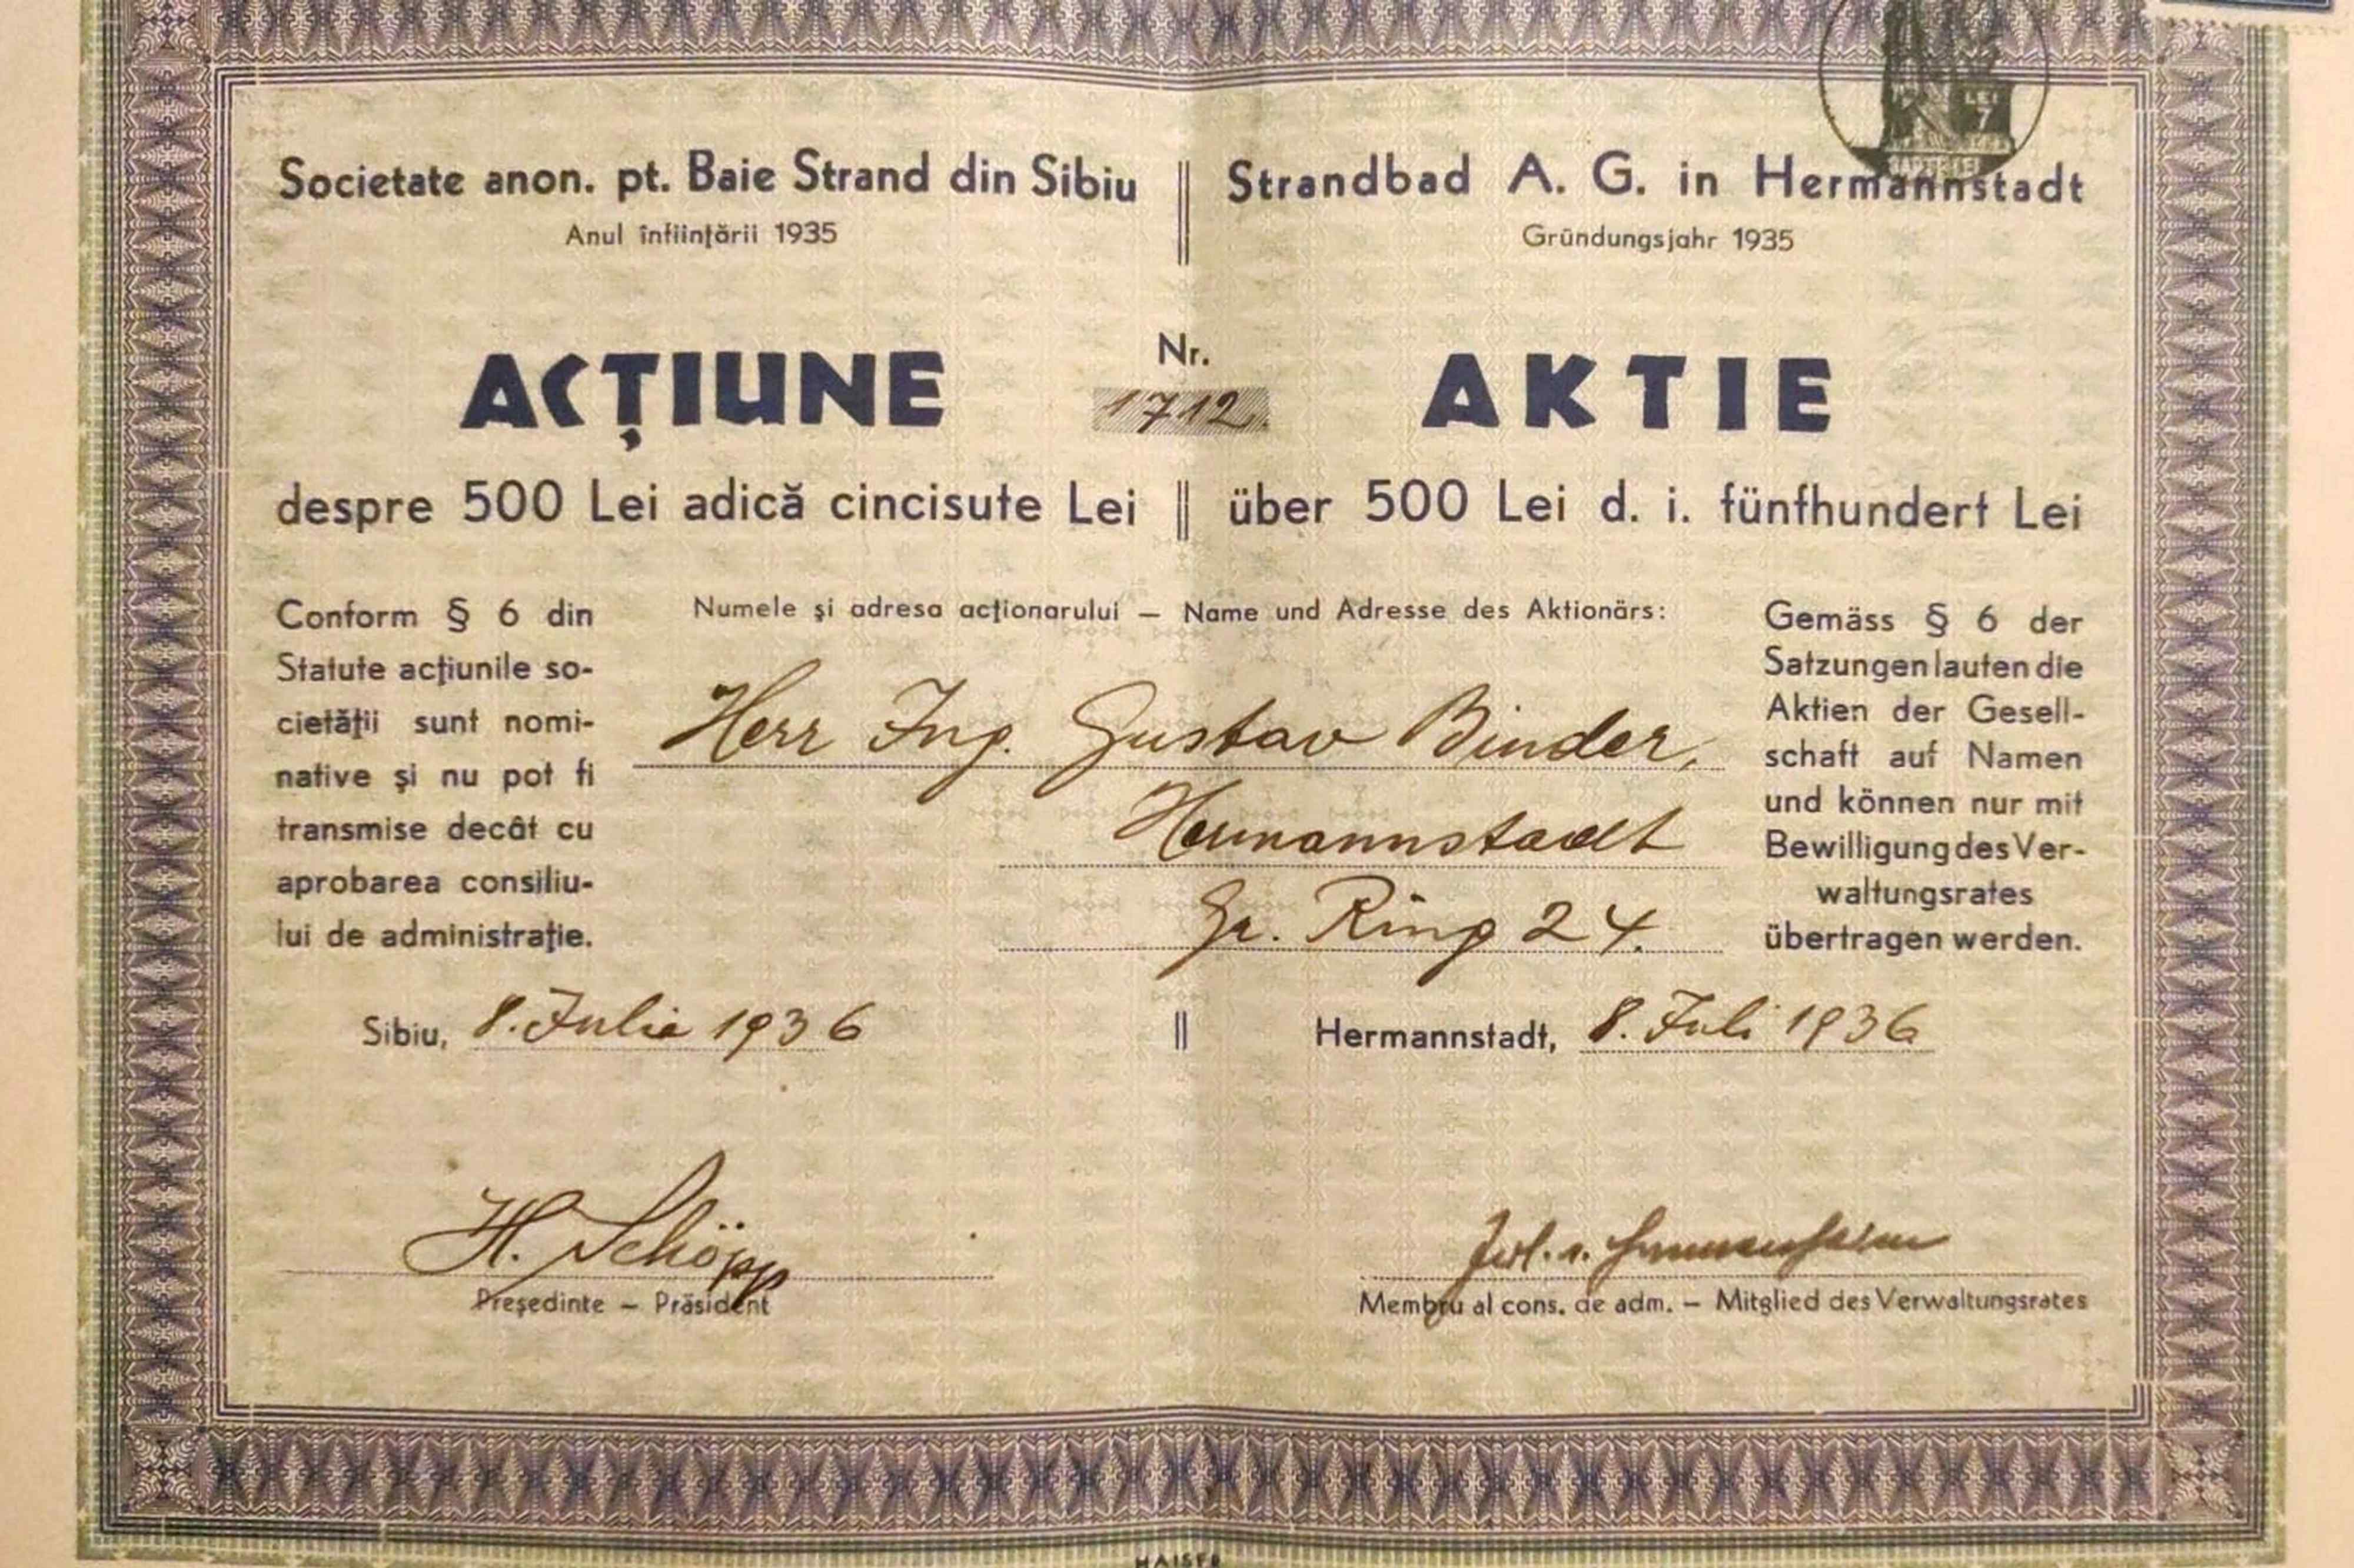 LEI
7
Societate anon. pt. Baie Strand din Sibiu
Anul înființării 1935
Strandbad A. G. in Hermannstadt
Gründungsjahr 1935
ACȚIUNE
Nr.
1712.
AKTIE
despre 500 Lei adică cincisute Lei
über 500 Lei d. i. fünfhundert Lei
Conform § 6 din
Statute acțiunile so-
cietății sunt nomi-
native și nu pot fi
transmise decât cu
aprobarea consiliu-
lui de administrație.
Numele și adresa acționarului — Name und Adresse des Aktionärs:
Herr Ing. Gustav Binder,
Hermannstadt
Gr. Ring 24.
Gemäss § 6 der
Satzungen lauten die
Aktien der Gesell-
schaft auf Namen
und können nur mit
Bewilligung des Ver-
waltungsrates
übertragen werden.
Sibiu, 8. Julie 1936
Hermannstadt, 8. Juli 1936
H. Schöpp
Președinte — Präsident
Membru al cons. de adm. — Mitglied des Verwaltungsrates